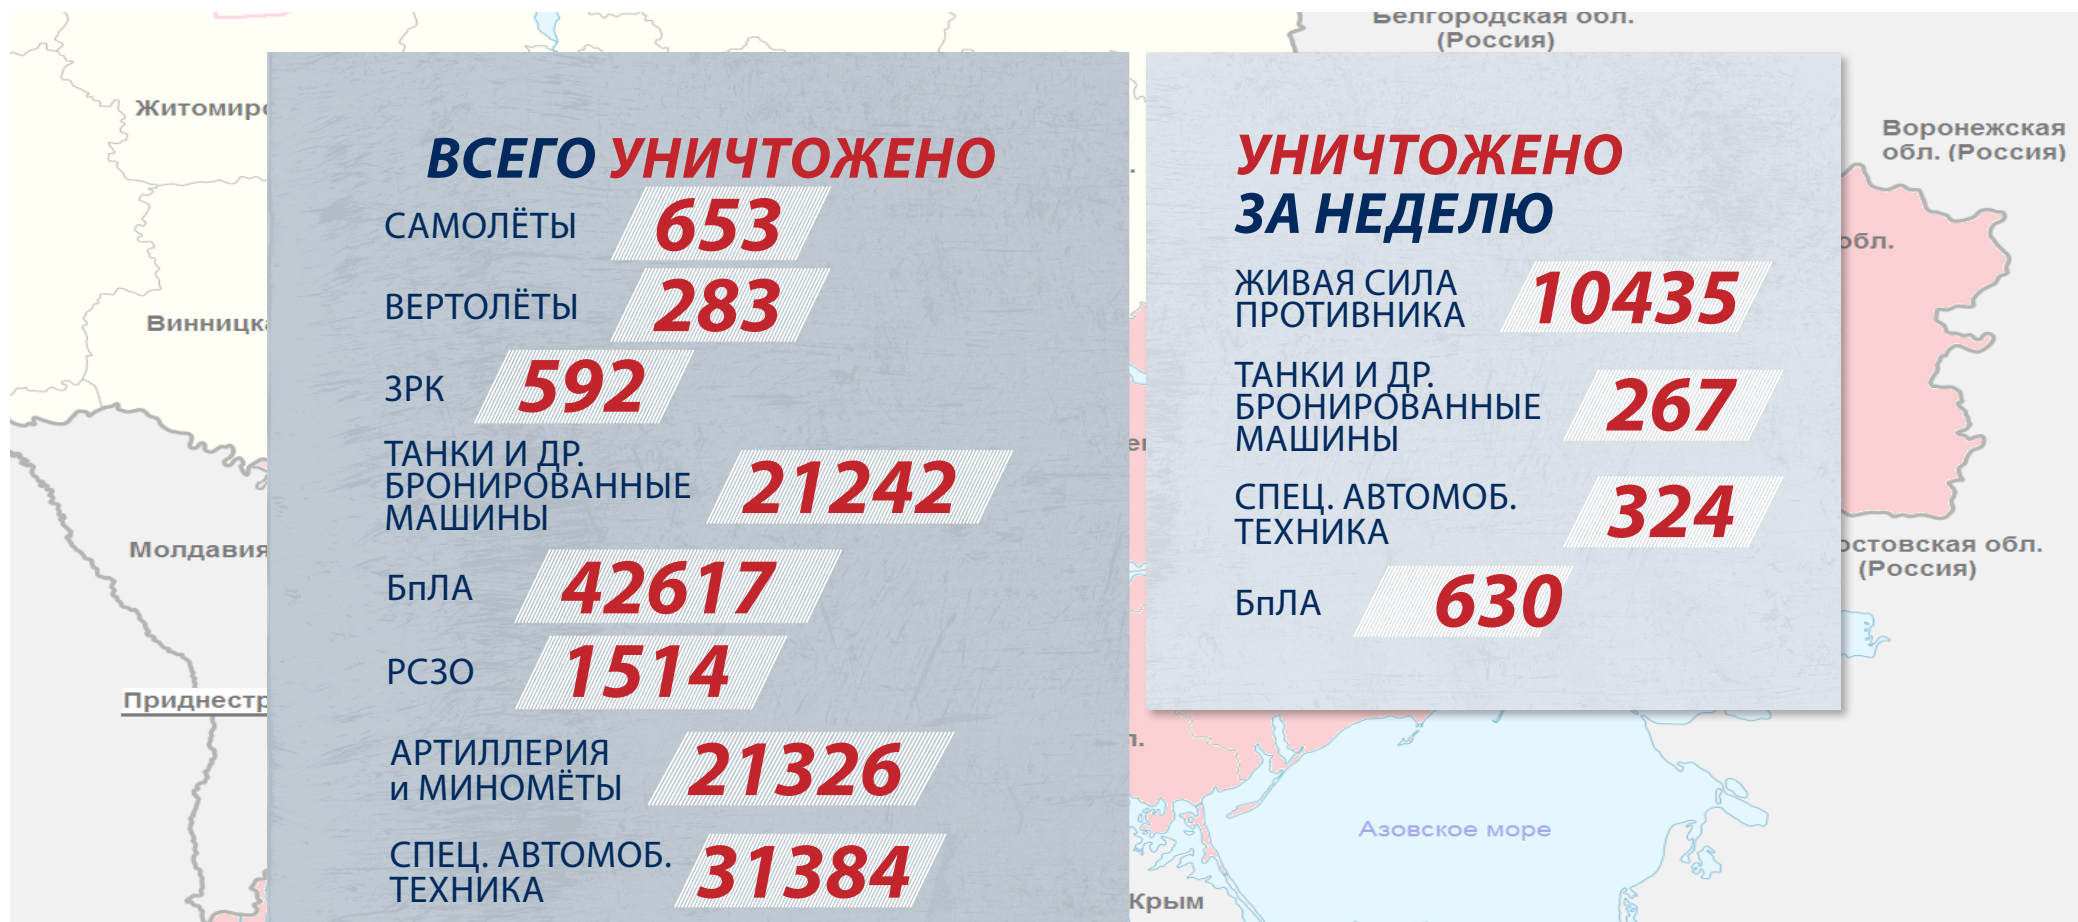 Белгородская обл.
(Россия)
Житомир
Воронежская
обл. (Россия)
обл.
Винницк
Молдавия
Приднестр
остовская обл.
(Россия)
Азовское море
Крым
ВСЕГО УНИЧТОЖЕНО
САМОЛЁТЫ 653
ВЕРТОЛЁТЫ 283
ЗРК 592
ТАНКИ И ДР.
БРОНИРОВАННЫЕ 21242
МАШИНЫ
БпЛА 42617
РСЗО 1514
АРТИЛЛЕРИЯ
и МИНОМЁТЫ 21326
СПЕЦ. АВТОМОБ.
ТЕХНИКА 31384
УНИЧТОЖЕНО
ЗА НЕДЕЛЮ
ЖИВАЯ СИЛА
ПРОТИВНИКА 10435
ТАНКИ И ДР.
БРОНИРОВАННЫЕ 267
МАШИНЫ
СПЕЦ. АВТОМОБ.
ТЕХНИКА 324
БпЛА 630